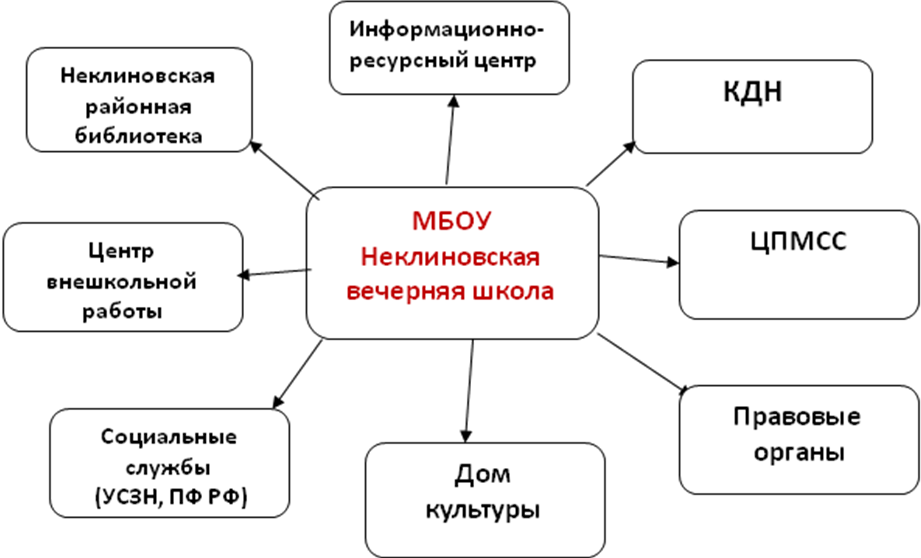 Информационно-
ресурсный центр
Неклиновская
районная
библиотека
КДН
МБОУ
Неклиновская
вечерняя школа
Центр
внешкольной
работы
ЦПМСС
Социальные
службы
(УСЗН, ПФ РФ)
Дом
культуры
Правовые
органы